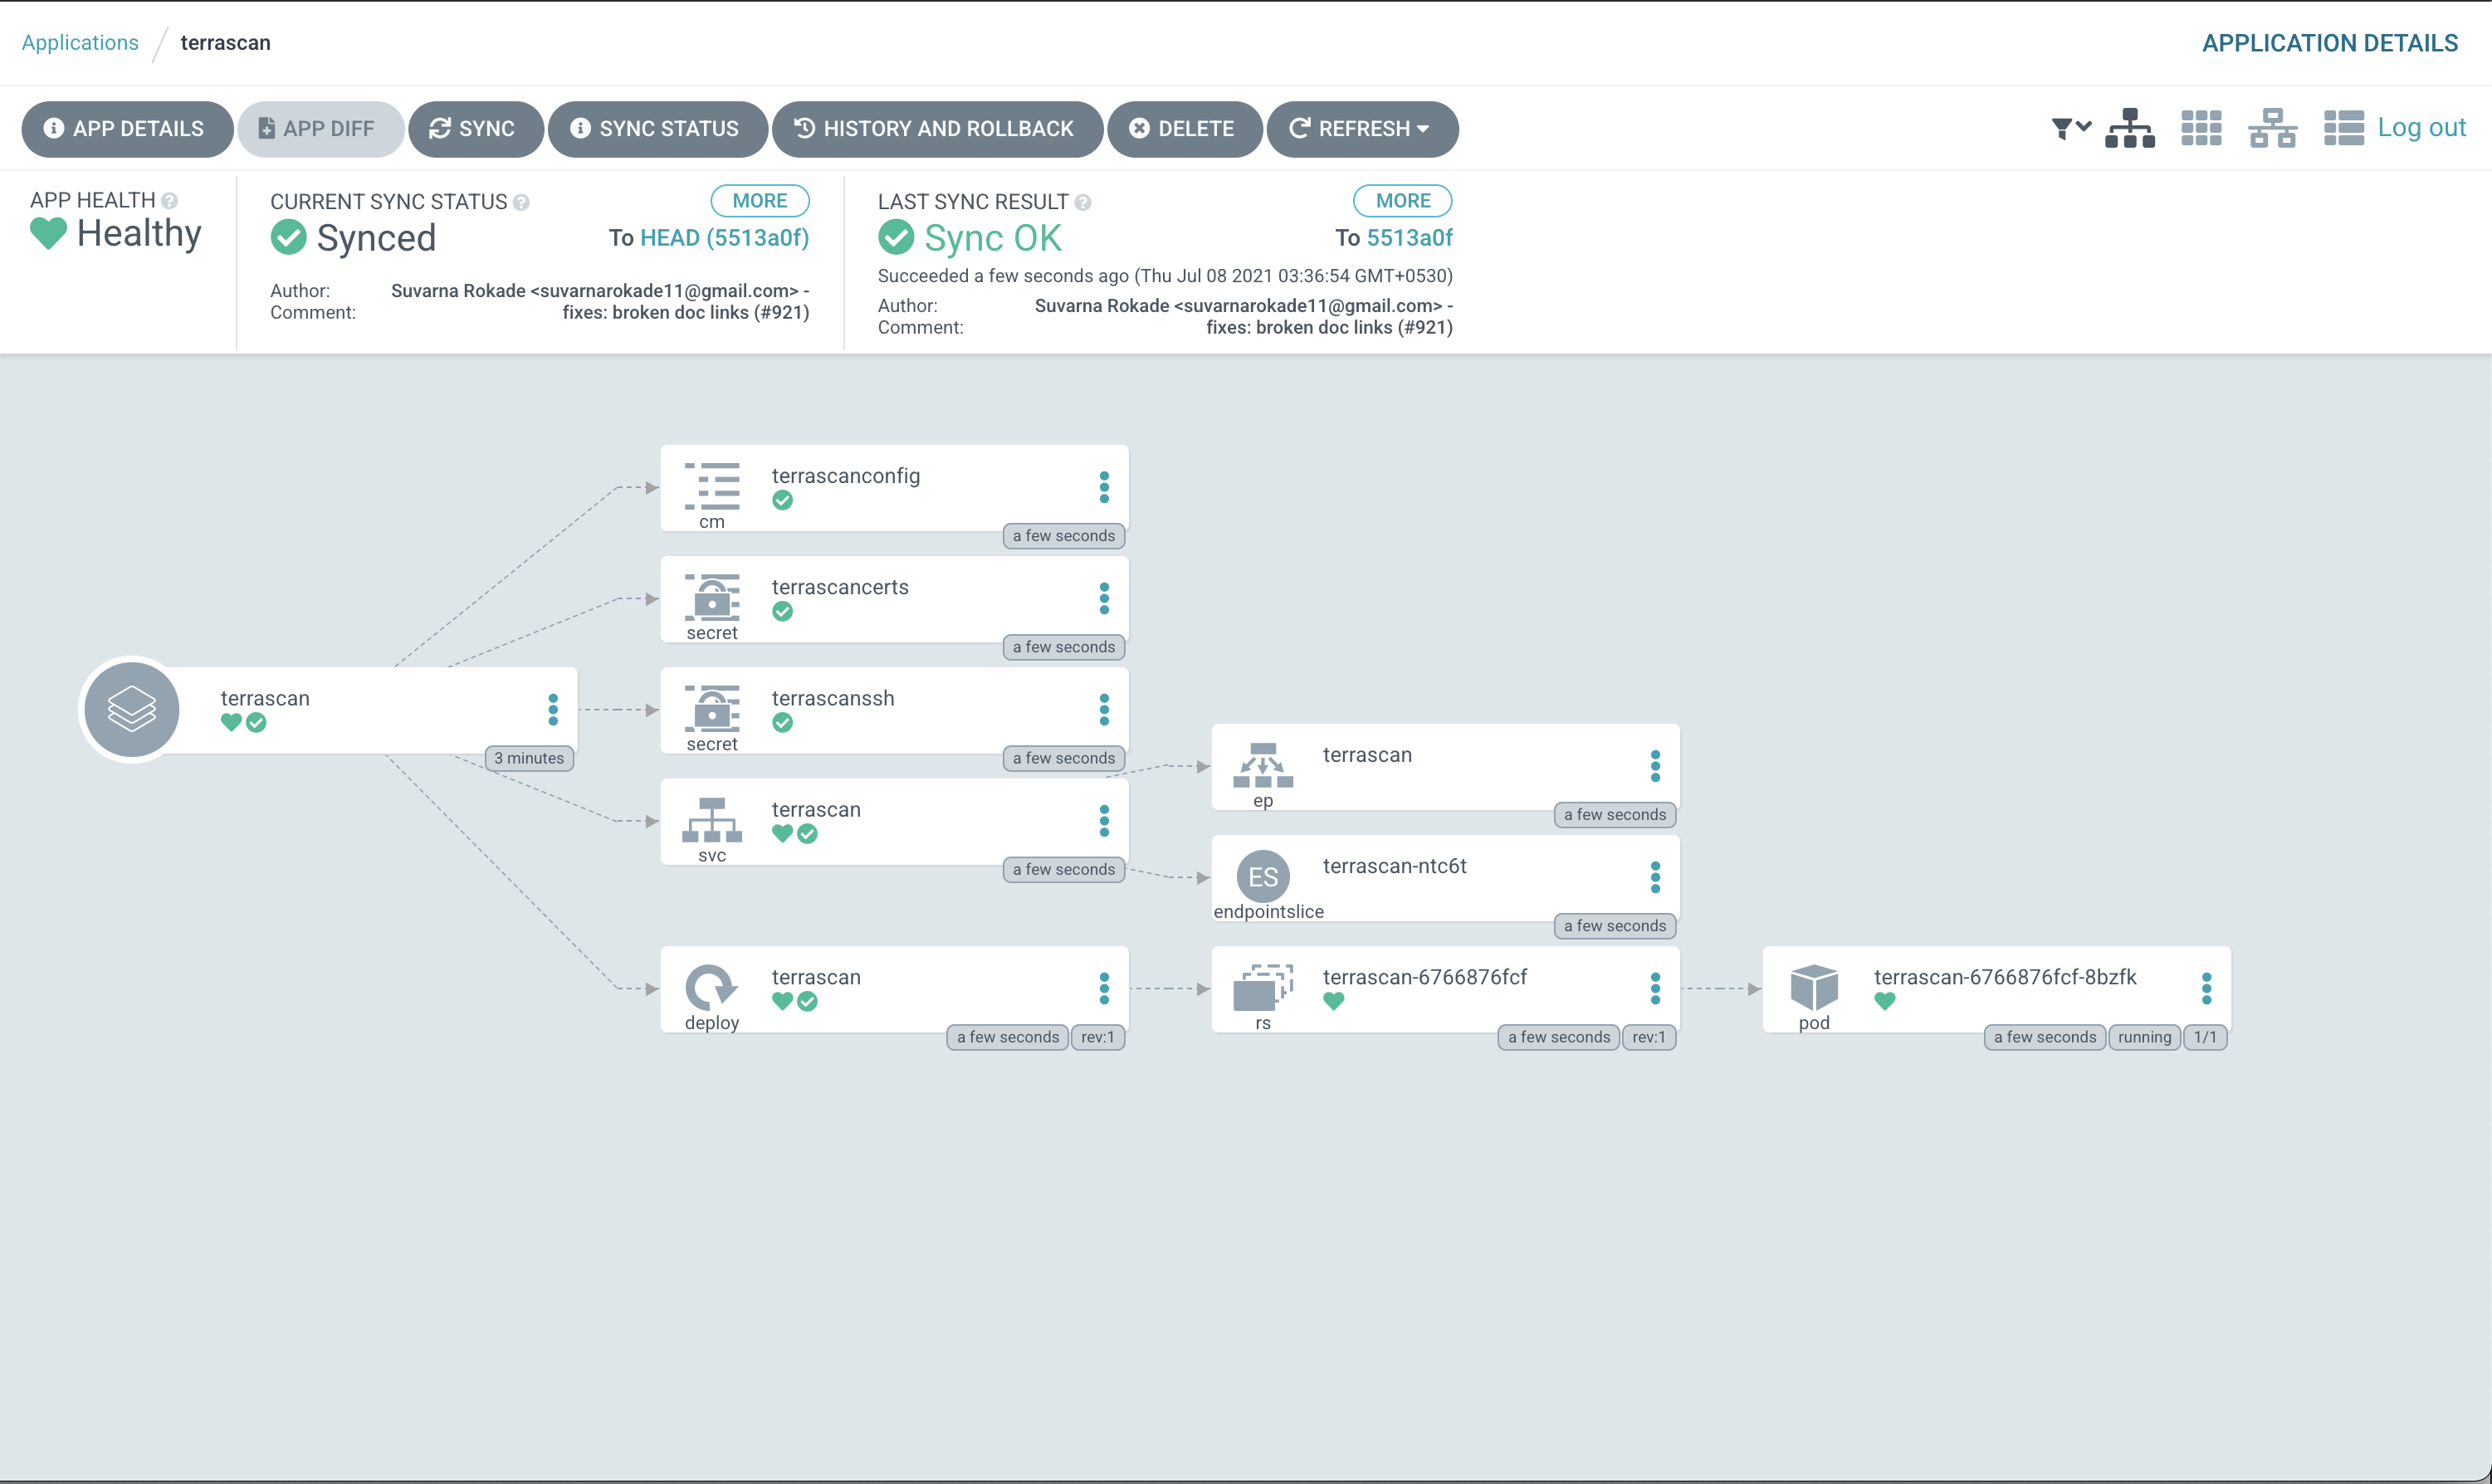 Applications / terrascan
APPLICATION DETAILS
APP DETAILS
APP DIFF
SYNC
SYNC STATUS
HISTORY AND ROLLBACK
DELETE
REFRESH
Log out
APP HEALTH
Healthy
CURRENT SYNC STATUS
MORE
Synced
To HEAD (5513a0f)
Author: Suvarna Rokade <suvarnarokade11@gmail.com> -
Comment: fixes: broken doc links (#921)
LAST SYNC RESULT
MORE
Sync OK
To 5513a0f
Succeeded a few seconds ago (Thu Jul 08 2021 03:36:54 GMT+0530)
Author: Suvarna Rokade <suvarnarokade11@gmail.com> -
Comment: fixes: broken doc links (#921)
terrascan
3 minutes
terrascanconfig
cm
a few seconds
terrascancerts
secret
a few seconds
terrascanssh
secret
a few seconds
terrascan
svc
a few seconds
terrascan
ep
a few seconds
ES
terrascan-ntc6t
endpointslice
a few seconds
terrascan
deploy
a few seconds
rev:1
terrascan-6766876fcf
rs
a few seconds
rev:1
terrascan-6766876fcf-8bzfk
pod
a few seconds
running
1/1